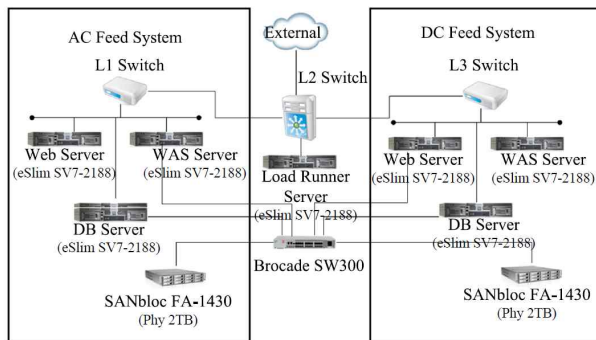 AC Feed System
External
DC Feed System
L1 Switch
L2 Switch
L3 Switch
Web Server
(eSlim SV7-2188)
WAS Server
(eSlim SV7-2188)
Load Runner
Server
(eSlim SV7-2188)
Web Server
(eSlim SV7-2188)
WAS Server
(eSlim SV7-2188)
DB Server
(eSlim SV7-2188)
DB Server
(eSlim SV7-2188)
Brocade SW300
SANbloc FA-1430
(Phy 2TB)
SANbloc FA-1430
(Phy 2TB)